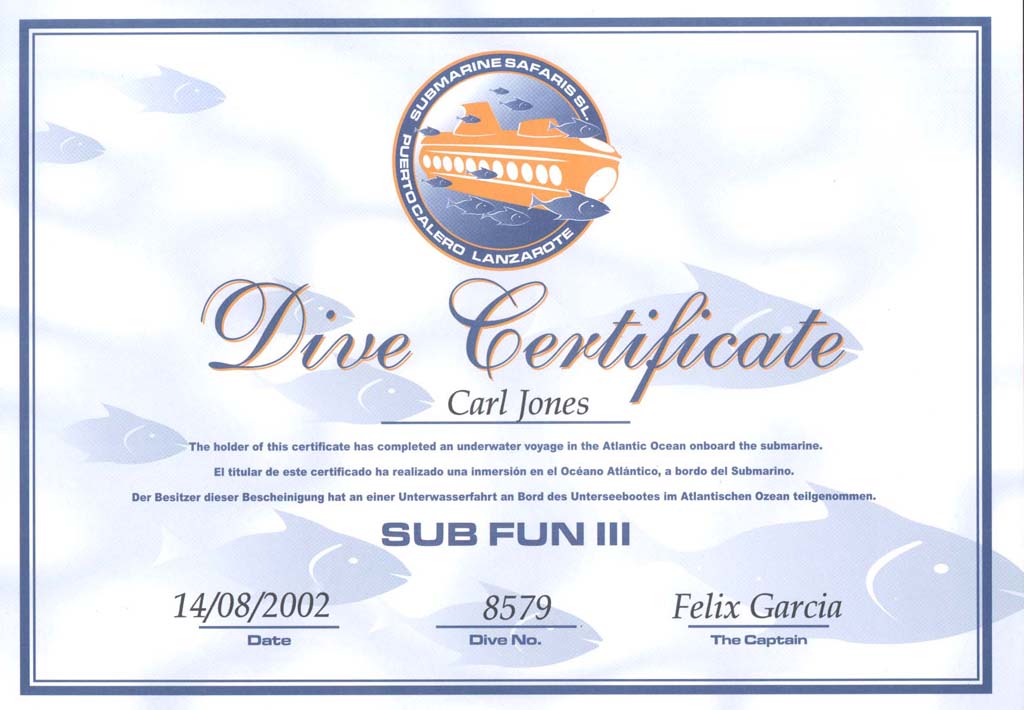 SUBMARINE SAFARIS SL.
PUERTO CALERO LANZAROTE
Dive Certificate
Carl Jones
The holder of this certificate has completed an underwater voyage in the Atlantic Ocean onboard the submarine.
El titular de este certificado ha realizado una inmersión en el Océano Atlántico, a bordo del Submarino.
Der Besitzer dieser Bescheinigung hat an einer Unterwasserfahrt an Bord des Unterseebootes im Atlantischen Ozean teilgenommen.
SUB FUN III
14/08/2002 8579 Felix Garcia
Date Dive No. The Captain